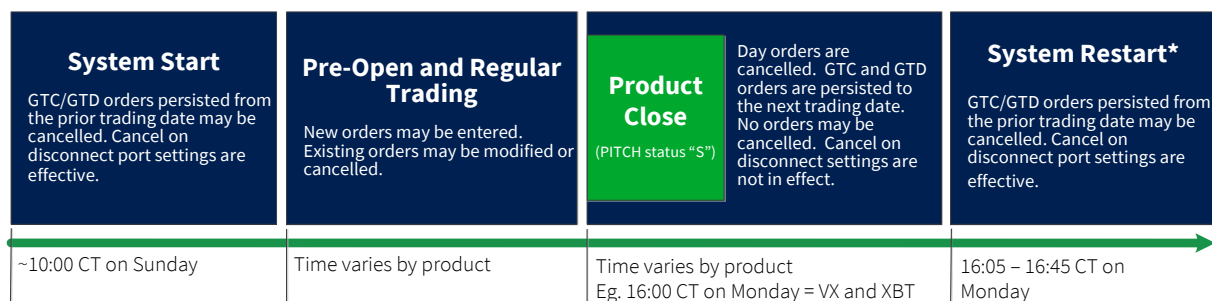 System Start
GTC/GTD orders persisted from
the prior trading date may be
cancelled. Cancel on
disconnect port settings are
effective.
Pre-Open and Regular
Trading
New orders may be entered.
Existing orders may be modified or
cancelled.
Product
Close
(PITCH status “S”)
Day orders are
cancelled.  GTC and GTD
orders are persisted to
the next trading date.
No orders may be
cancelled.  Cancel on
disconnect settings are
not in effect.
System Restart*
GTC/GTD orders persisted from
the prior trading date may be
cancelled. Cancel on
disconnect port settings are
effective.
~10:00 CT on Sunday
Time varies by product
Time varies by product
Eg. 16:00 CT on Monday = VX and XBT
16:05 – 16:45 CT on
Monday